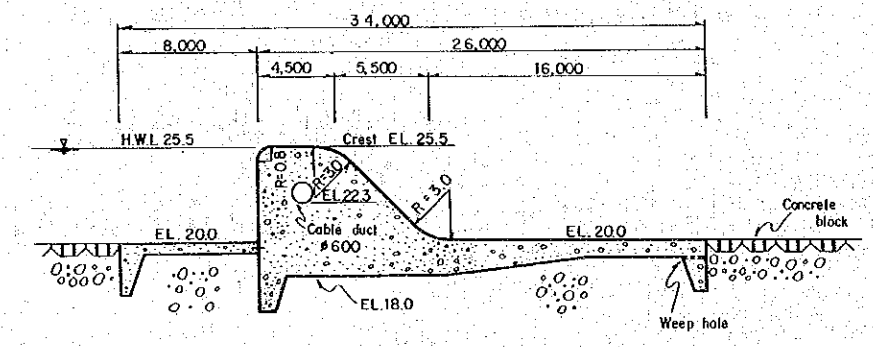 34,000
8,000
26,000
4,500
5,500
16,000
H.W.L 25.5
Crest EL. 25.5
R=0.8
R=3.0
EL.22.3
R=3.0
Cable duct
ø600
EL. 20.0
EL. 20.0
Concrete
block
EL.18.0
Weep hole